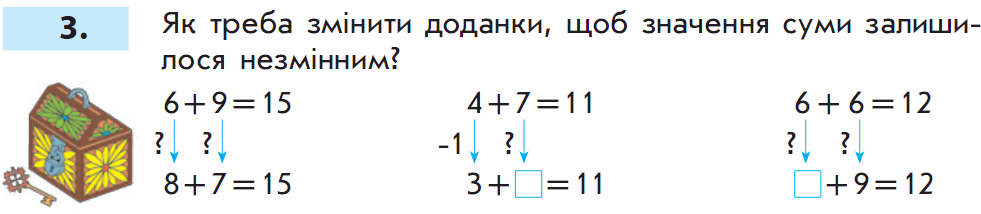 3. Як треба змінити доданки, щоб значення суми залиши-
лося незмінним?
6 + 9 = 15 4 + 7 = 11 6 + 6 = 12
? ? -1 ? ? ?
8 + 7 = 15 3 + □ = 11 □ + 9 = 12